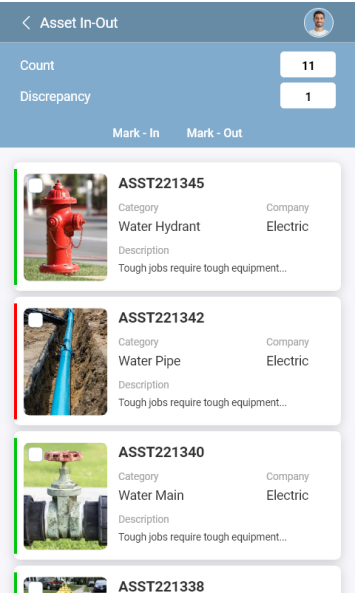 Asset In-Out
Count 11
Discrepancy 1
Mark - In Mark - Out
ASST221345
Category Company
Water Hydrant Electric
Description
Tough jobs require tough equipment...
ASST221342
Category Company
Water Pipe Electric
Description
Tough jobs require tough equipment...
ASST221340
Category Company
Water Main Electric
Description
Tough jobs require tough equipment...
ASST221338